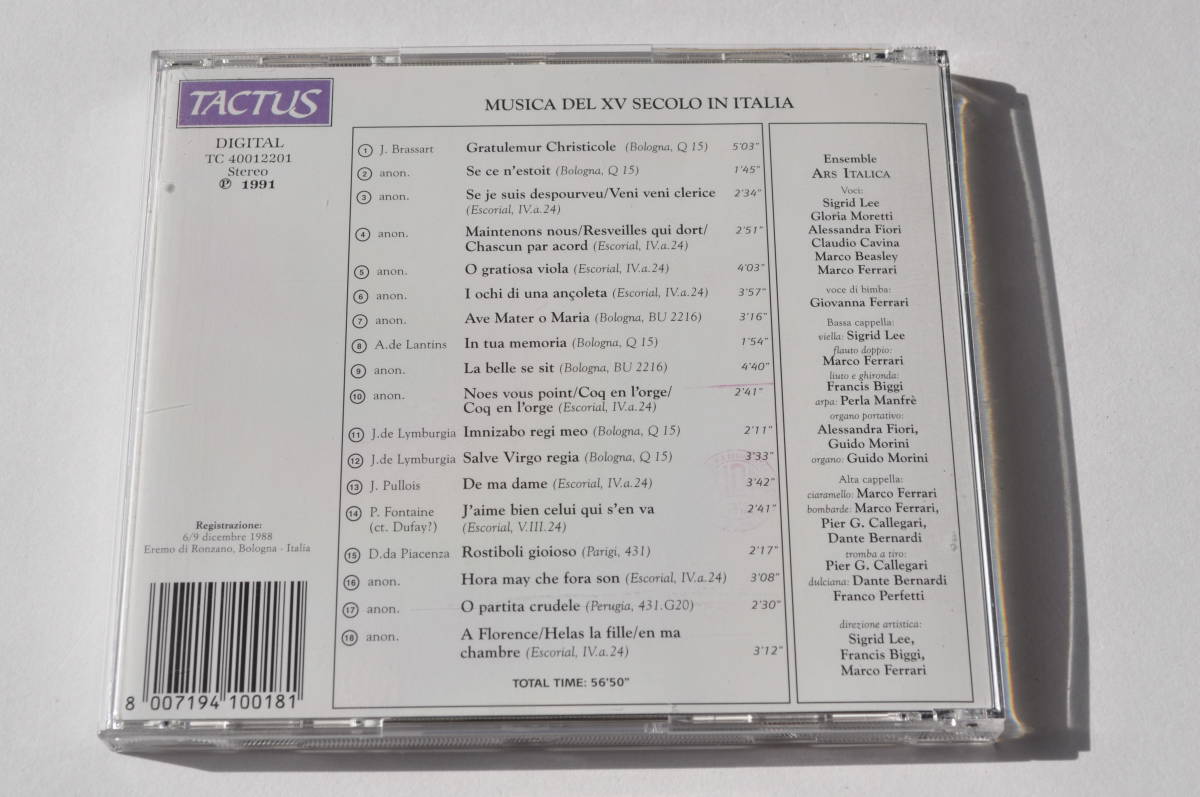 TACTUS
DIGITAL
TC 40012201
Stereo
℗ 1991
MUSICA DEL XV SECOLO IN ITALIA
1 J. Brassart Gratulemur Christicole (Bologna, Q 15) 5'03"
2 anon. Se ce n'estoit (Bologna, Q 15) 1'45"
3 anon. Se je suis despourveu/Veni veni clerice 2'34"
(Escorial, IV.a.24)
4 anon. Maintenons nous/Resveilles qui dort/ 2'51"
Chascun par acord (Escorial, IV.a.24)
5 anon. O gratiosa viola (Escorial, IV.a.24) 4'03"
6 anon. I ochi di una ançoleta (Escorial, IV.a.24) 3'57"
7 anon. Ave Mater o Maria (Bologna, BU 2216) 3'16"
8 A.de Lantins In tua memoria (Bologna, Q 15) 1'54"
9 anon. La belle se sit (Bologna, BU 2216) 4'40"
10 anon. Noes vous point/Coq en l'orge/ 2'41"
Coq en l'orge (Escorial, IV.a.24)
11 J.de Lymburgia Imnizabo regi meo (Bologna, Q 15) 2'11"
12 J.de Lymburgia Salve Virgo regia (Bologna, Q 15) 3'33"
13 J. Pullois De ma dame (Escorial, IV.a.24) 3'42"
14 P. Fontaine J'aime bien celui qui s'en va 2'41"
(ct. Dufay?) (Escorial, V.III.24)
15 D.da Piacenza Rostiboli gioioso (Parigi, 431) 2'17"
16 anon. Hora may che fora son (Escorial, IV.a.24) 3'08"
17 anon. O partita crudele (Perugia, 431.G20) 2'30"
18 anon. A Florence/Helas la fille/en ma
chambre (Escorial, IV.a.24) 3'12"
TOTAL TIME: 56'50"
Ensemble
ARS ITALICA
Voci:
Sigrid Lee
Gloria Moretti
Alessandra Fiori
Claudio Cavina
Marco Beasley
Marco Ferrari
voce di bimba:
Giovanna Ferrari
Bassa cappella:
viella: Sigrid Lee
flauto doppio:
Marco Ferrari
liuto e ghironda:
Francis Biggi
arpa: Perla Manfrè
organo portativo:
Alessandra Fiori,
Guido Morini
organo: Guido Morini
Alta cappella:
ciaramello: Marco Ferrari
bombarde: Marco Ferrari,
Pier G. Callegari,
Dante Bernardi
tromba a tiro:
Pier G. Callegari
dulciana: Dante Bernardi
Franco Perfetti
direzione artistica:
Sigrid Lee,
Francis Biggi,
Marco Ferrari
Registrazione:
6/9 dicembre 1988
Eremo di Ronzano, Bologna - Italia
8 007194 100181